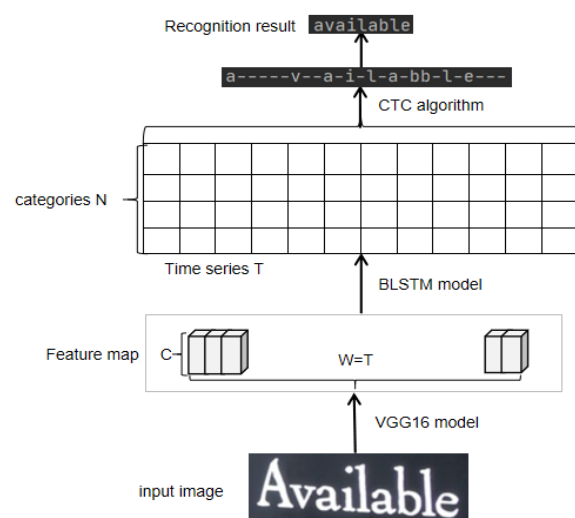 Recognition result available
a-----v--a-i-l-a-bb-l-e---
CTC algorithm
categories N
Time series T
BLSTM model
Feature map C W=T
VGG16 model
input image Available